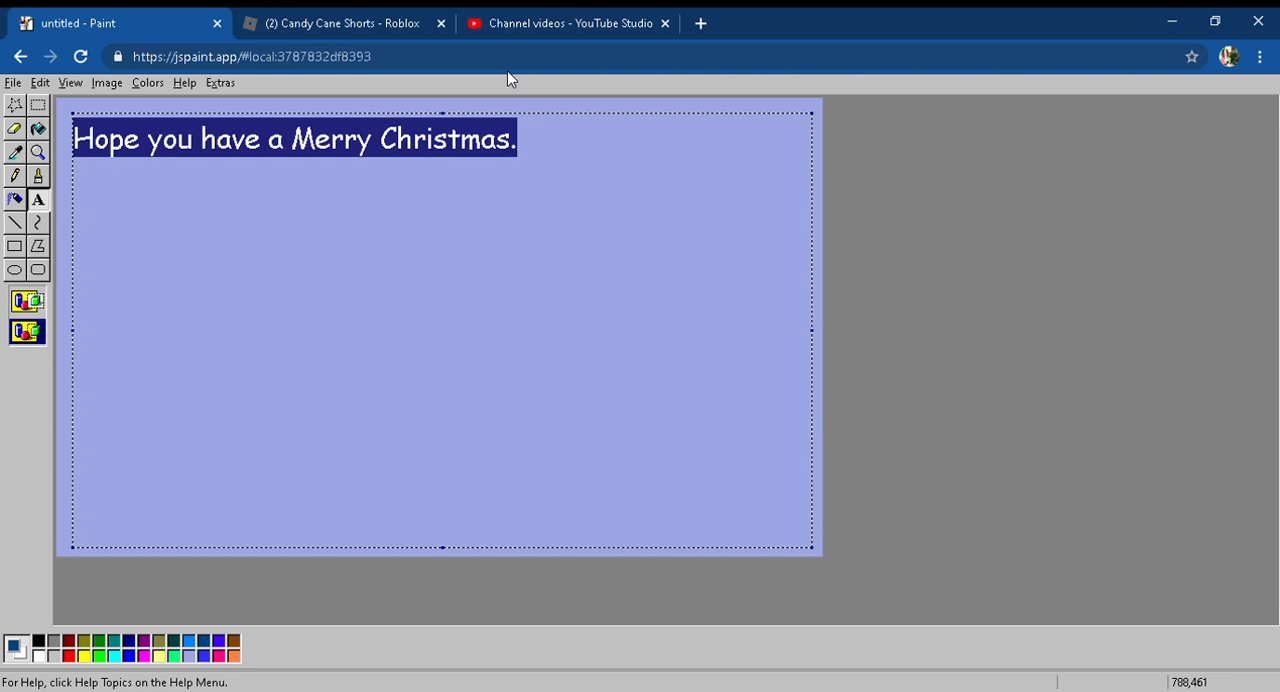 untitled - Paint
(2) Candy Cane Shorts - Roblox
Channel videos - YouTube Studio
https://jspaint.app/#local:3787832df8393
File Edit View Image Colors Help Extras
Hope you have a Merry Christmas.
A
For Help, click Help Topics on the Help Menu.
788,461